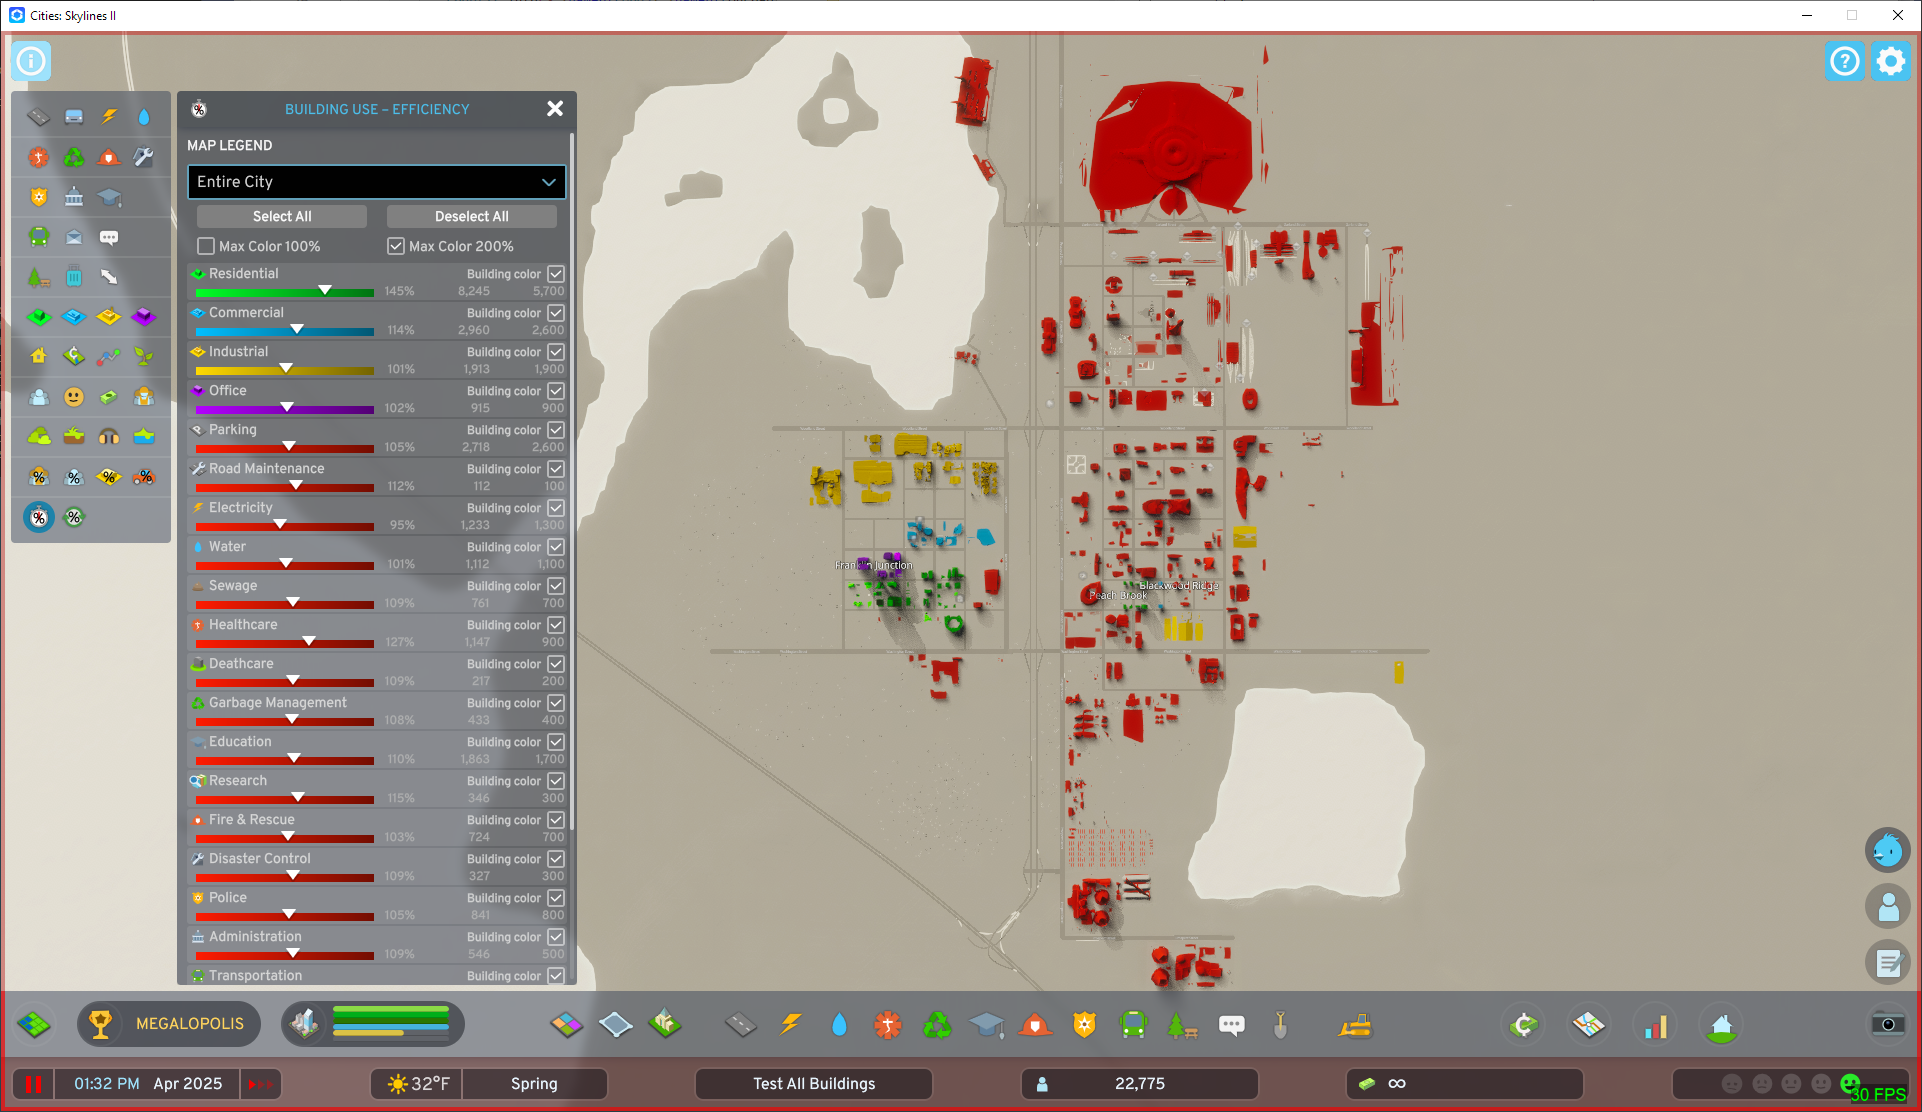 Cities: Skylines II
BUILDING USE – EFFICIENCY
MAP LEGEND
Entire City
Select All
Deselect All
Max Color 100%
Max Color 200%
Residential Building color
145% 8,245 5,700
Commercial Building color
114% 2,960 2,600
Industrial Building color
101% 1,913 1,900
Office Building color
102% 915 900
Parking Building color
105% 2,718 2,600
Road Maintenance Building color
112% 112 100
Electricity Building color
95% 1,233 1,300
Water Building color
101% 1,112 1,100
Sewage Building color
109% 761 700
Healthcare Building color
127% 1,147 900
Deathcare Building color
109% 217 200
Garbage Management Building color
108% 433 400
Education Building color
110% 1,863 1,700
Research Building color
115% 346 300
Fire & Rescue Building color
103% 724 700
Disaster Control Building color
109% 327 300
Police Building color
105% 841 800
Administration Building color
109% 546 500
Transportation Building color
Franklin Junction
Blackwood Ridge
Peach Brook
MEGALOPOLIS
01:32 PM Apr 2025
32°F Spring
Test All Buildings
22,775
∞
30 FPS